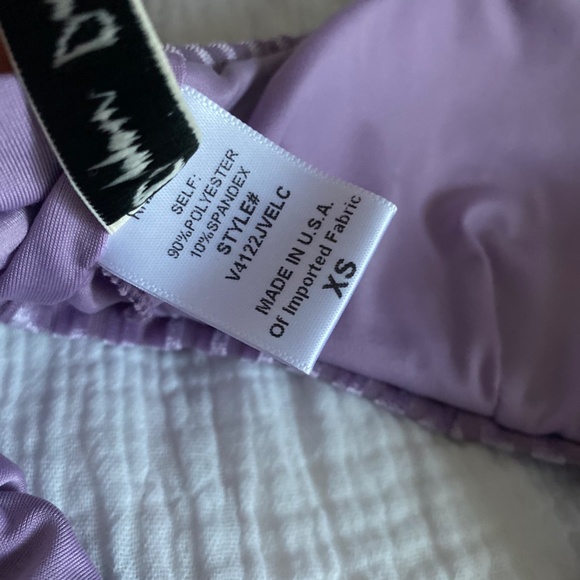 SELF:
90%POLYESTER
10%SPANDEX
STYLE#
V4122JVELC
MADE IN U.S.A.
Of Imported Fabric
XS